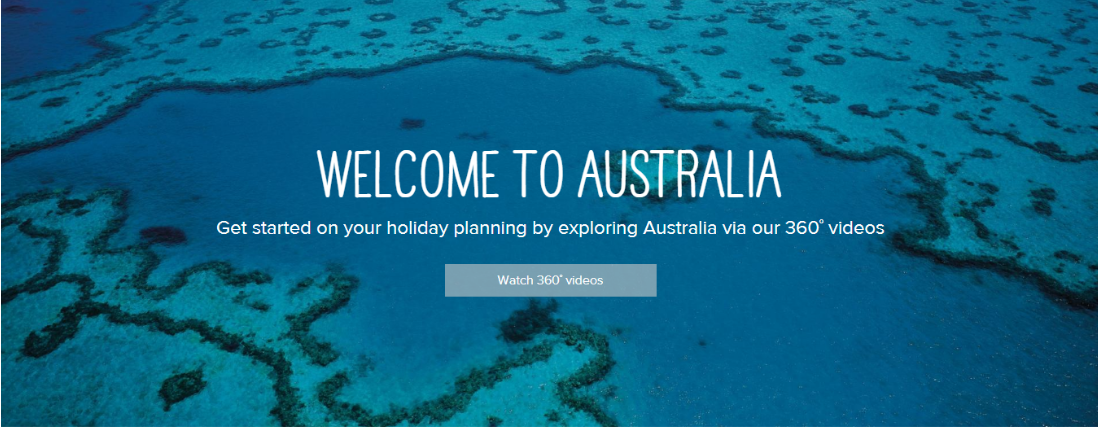 WELCOME TO AUSTRALIA
Get started on your holiday planning by exploring Australia via our 360° videos
Watch 360° videos